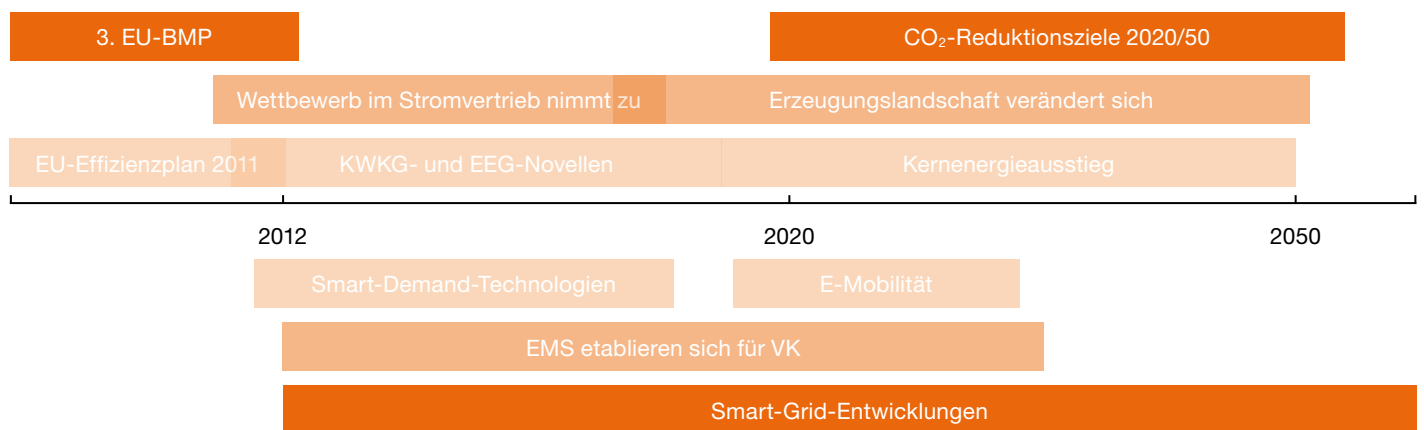 3. EU-BMP
CO₂-Reduktionsziele 2020/50
Wettbewerb im Stromvertrieb nimmt zu
Erzeugungslandschaft verändert sich
EU-Effizienzplan 2011
KWKG- und EEG-Novellen
Kernenergieausstieg
2012
2020
2050
Smart-Demand-Technologien
E-Mobilität
EMS etablieren sich für VK
Smart-Grid-Entwicklungen